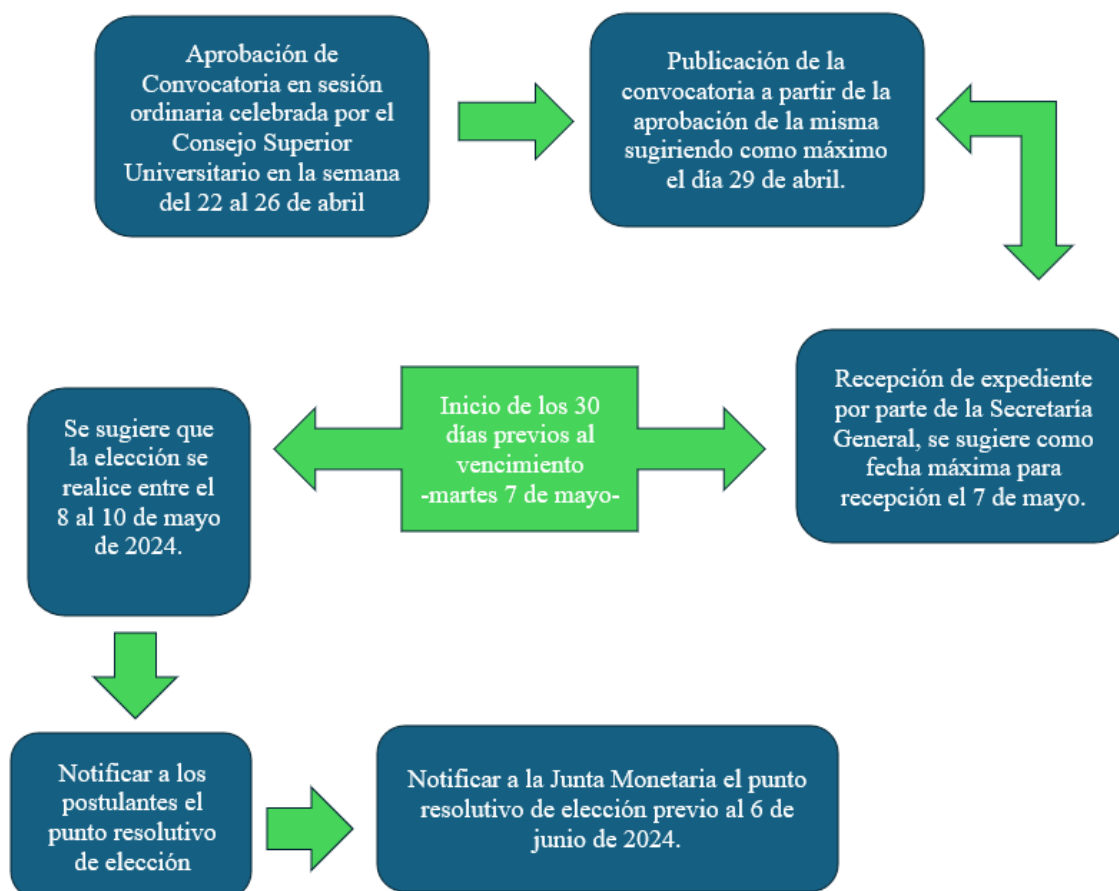 Aprobación de
Convocatoria en sesión
ordinaria celebrada por el
Consejo Superior
Universitario en la semana
del 22 al 26 de abril
Publicación de la
convocatoria a partir de la
aprobación de la misma
sugiriendo como máximo
el día 29 de abril.
Recepción de expediente
por parte de la Secretaría
General, se sugiere como
fecha máxima para
recepción el 7 de mayo.
Inicio de los 30
días previos al
vencimiento
-martes 7 de mayo-
Se sugiere que
la elección se
realice entre el
8 al 10 de mayo
de 2024.
Notificar a los
postulantes el
punto resolutivo
de elección
Notificar a la Junta Monetaria el punto
resolutivo de elección previo al 6 de
junio de 2024.